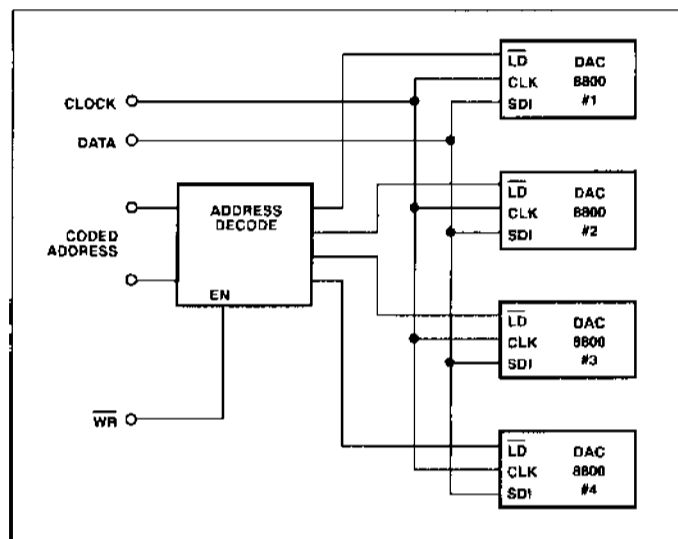 CLOCK
DATA
CODED
ADDRESS
WR
ADDRESS
DECODE
EN
LD DAC
CLK 8800
SDI #1
LD DAC
CLK 8800
SDI #2
LD DAC
CLK 8800
SDI #3
LD DAC
CLK 8800
SDI #4